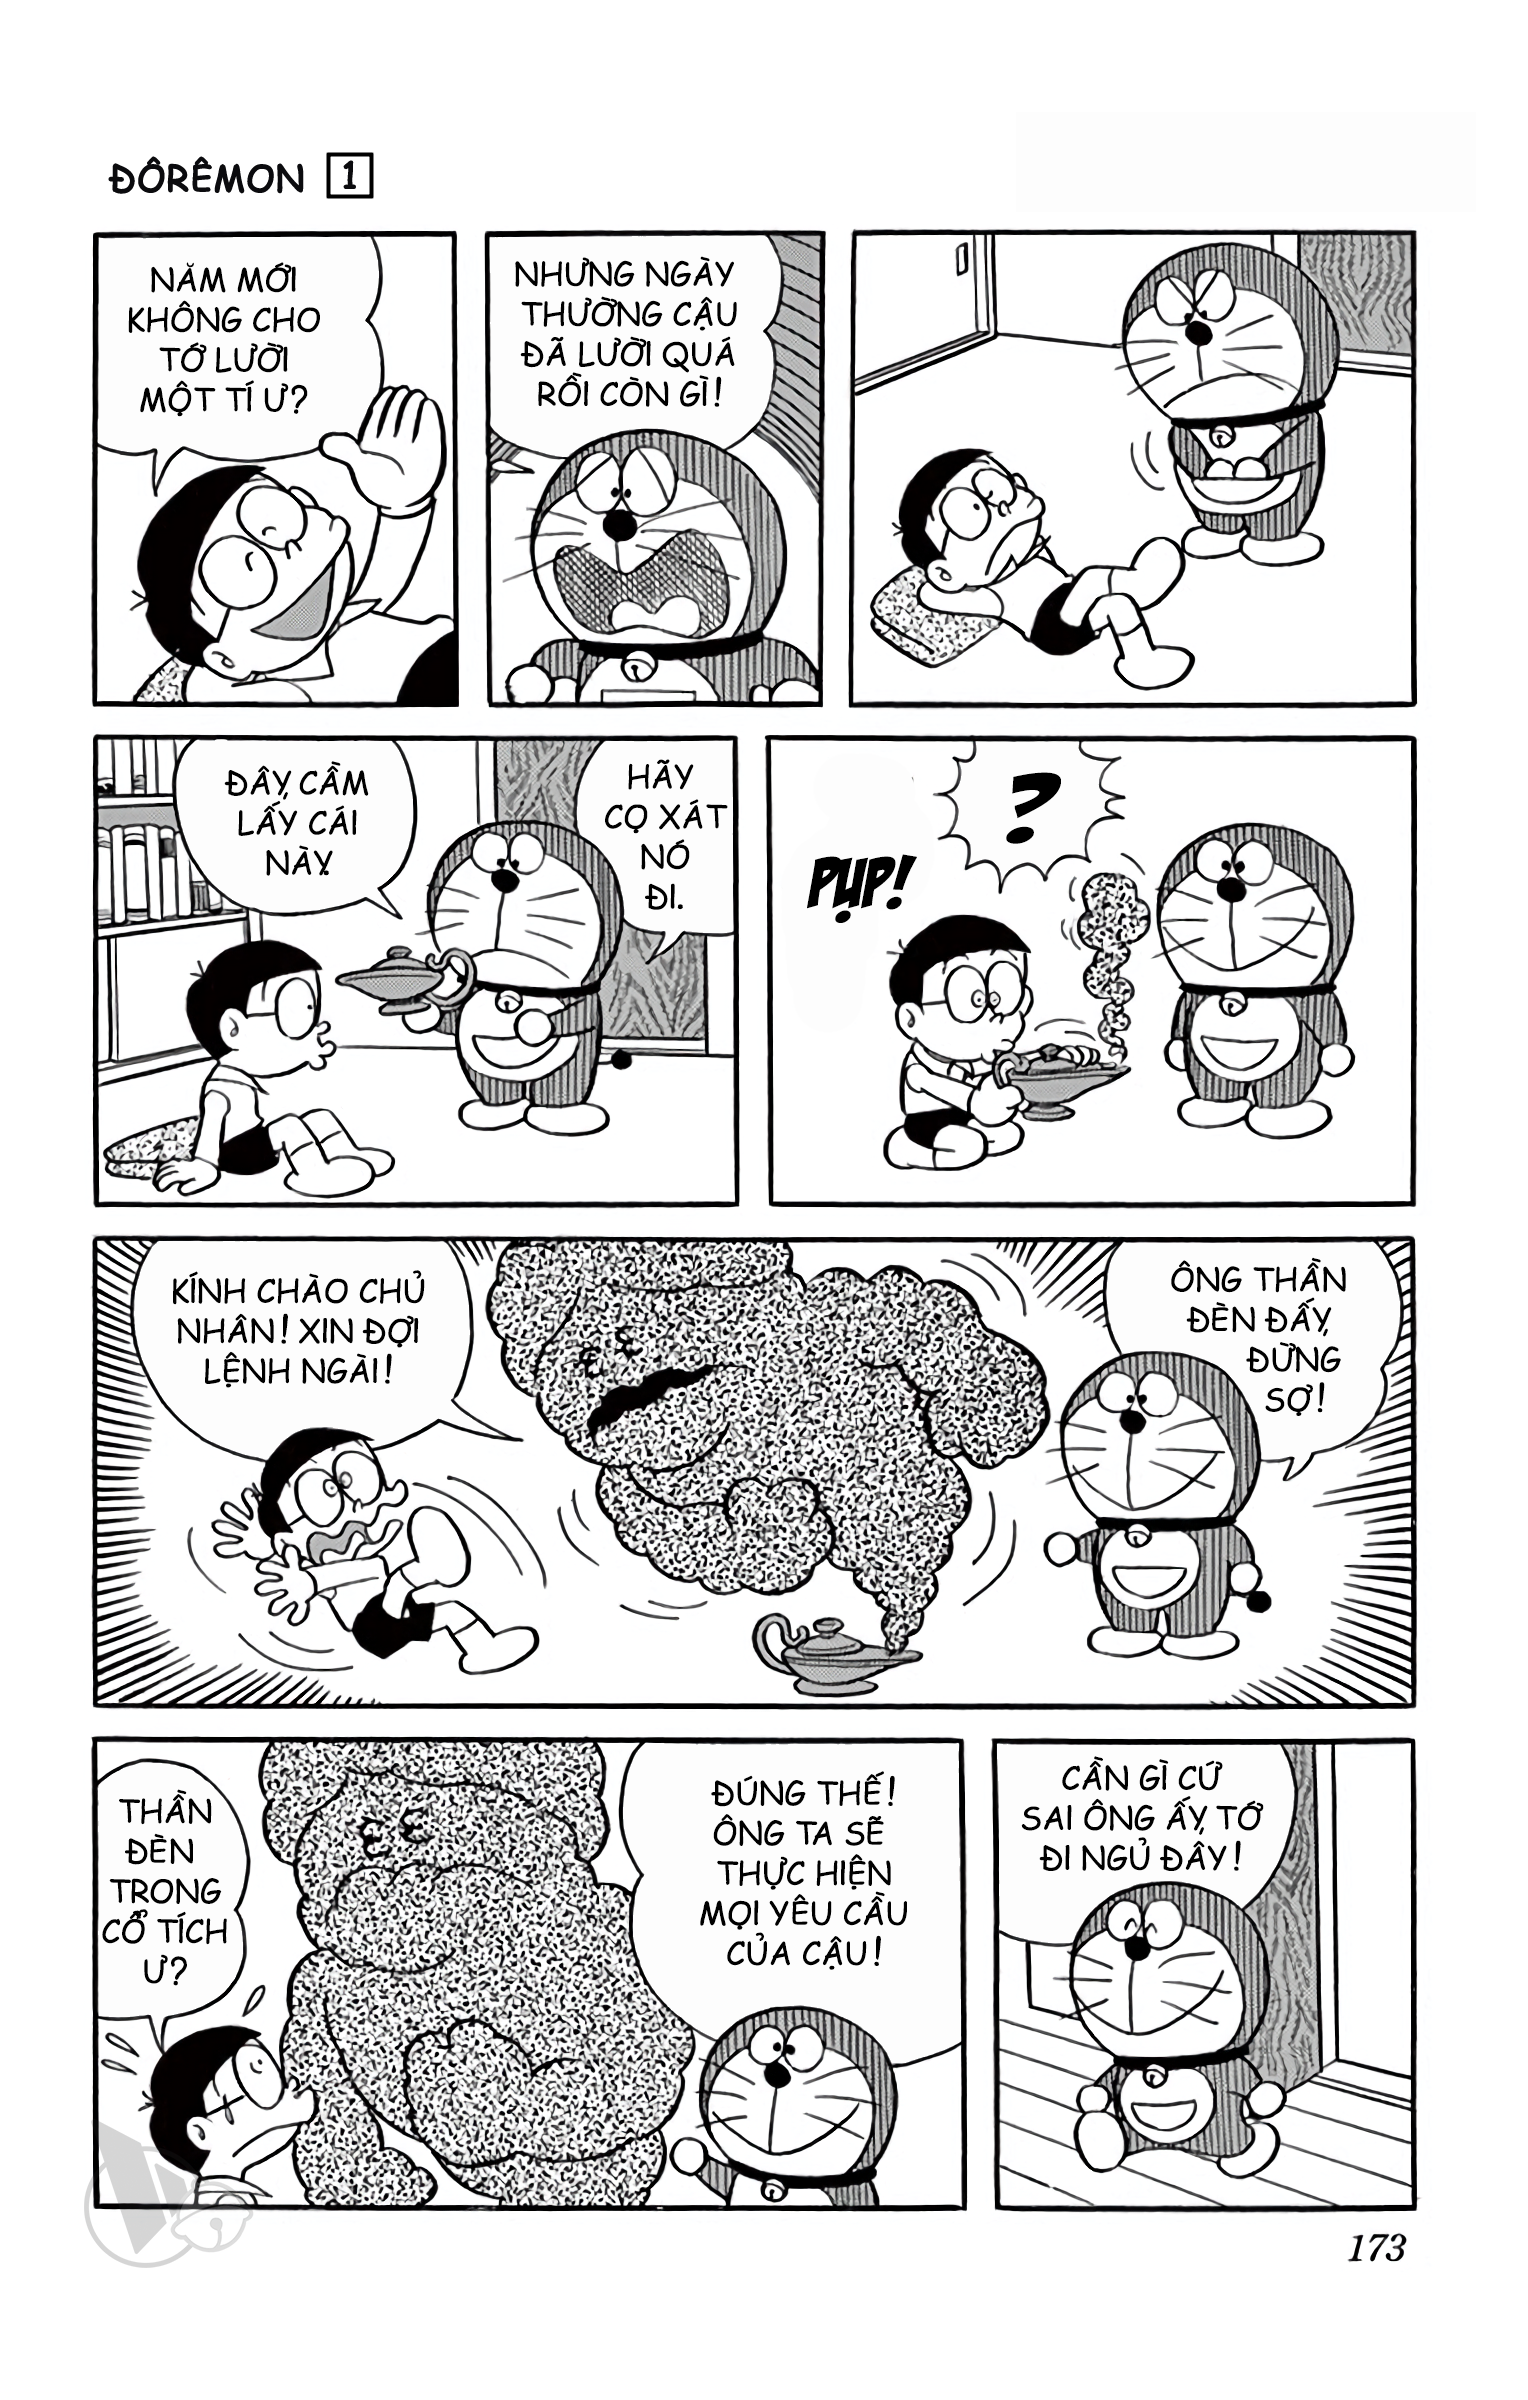 ĐÔRÊMON 1
NĂM MỚI
KHÔNG CHO
TỚ LƯỜI
MỘT TÍ Ư?
NHƯNG NGÀY
THƯỜNG CẬU
ĐÃ LƯỜI QUÁ
RỒI CÒN GÌ!
ĐÂY, CẦM
LẤY CÁI
NÀY.
HÃY
CỌ XÁT
NÓ
ĐI.
PỤP!
?
KÍNH CHÀO CHỦ
NHÂN! XIN ĐỢI
LỆNH NGÀI!
ÔNG THẦN
ĐÈN ĐẤY,
ĐỪNG
SỢ!
THẦN
ĐÈN
TRONG
CỔ TÍCH
Ư?
ĐÚNG THẾ!
ÔNG TA SẼ
THỰC HIỆN
MỌI YÊU CẦU
CỦA CẬU!
CẦN GÌ CỨ
SAI ÔNG ẤY, TỚ
ĐI NGỦ ĐÂY!
173